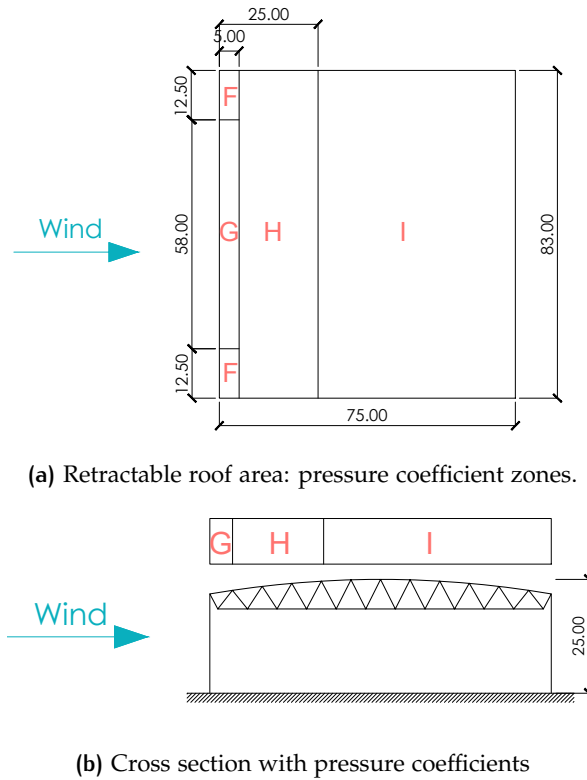 25.00
5.00
12.50
F
Wind
58.00
G H I
83.00
12.50
F
75.00
(a) Retractable roof area: pressure coefficient zones.
G H I
Wind
25.00
(b) Cross section with pressure coefficients